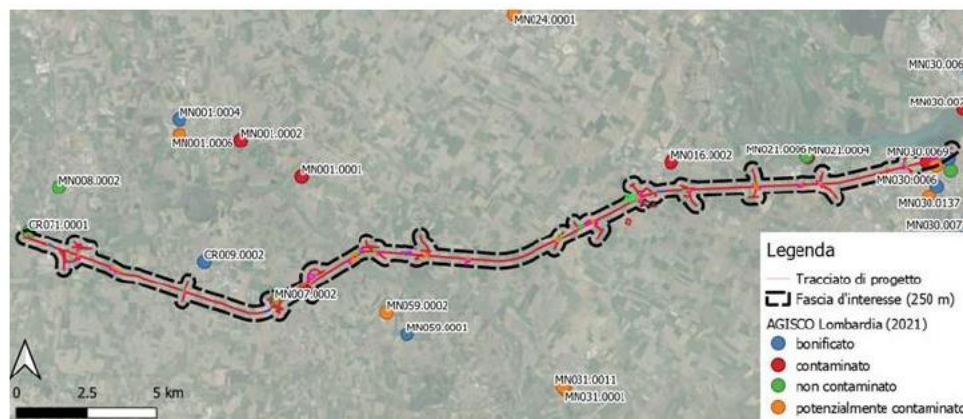 MN024.0001
MN030.006
MN030.007
MN001.0004
MN001.0006
MN001.0002
MN001.0001
MN016.0002
MN021.0006
MN021.0004
MN030.0069
MN008.0002
MN030.0006
MN030.0137
MN030.007
CR071.0001
CR009.0002
MN007.0002
MN059.0002
MN059.0001
MN031.0011
MN031.0001
0 2.5 5 km
Legenda
Tracciato di progetto
Fascia d'interesse (250 m)
AGISCO Lombardia (2021)
bonificato
contaminato
non contaminato
potenzialmente contaminato